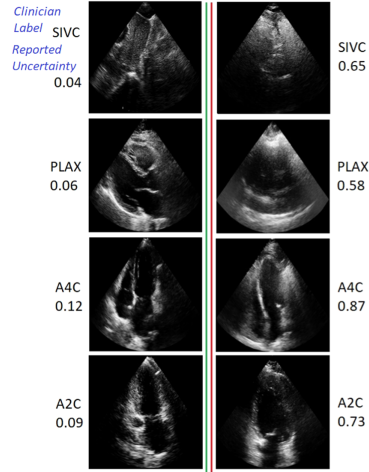 Clinician
Label
Reported
Uncertainty
SIVC
0.04
SIVC
0.65
PLAX
0.06
PLAX
0.58
A4C
0.12
A4C
0.87
A2C
0.09
A2C
0.73